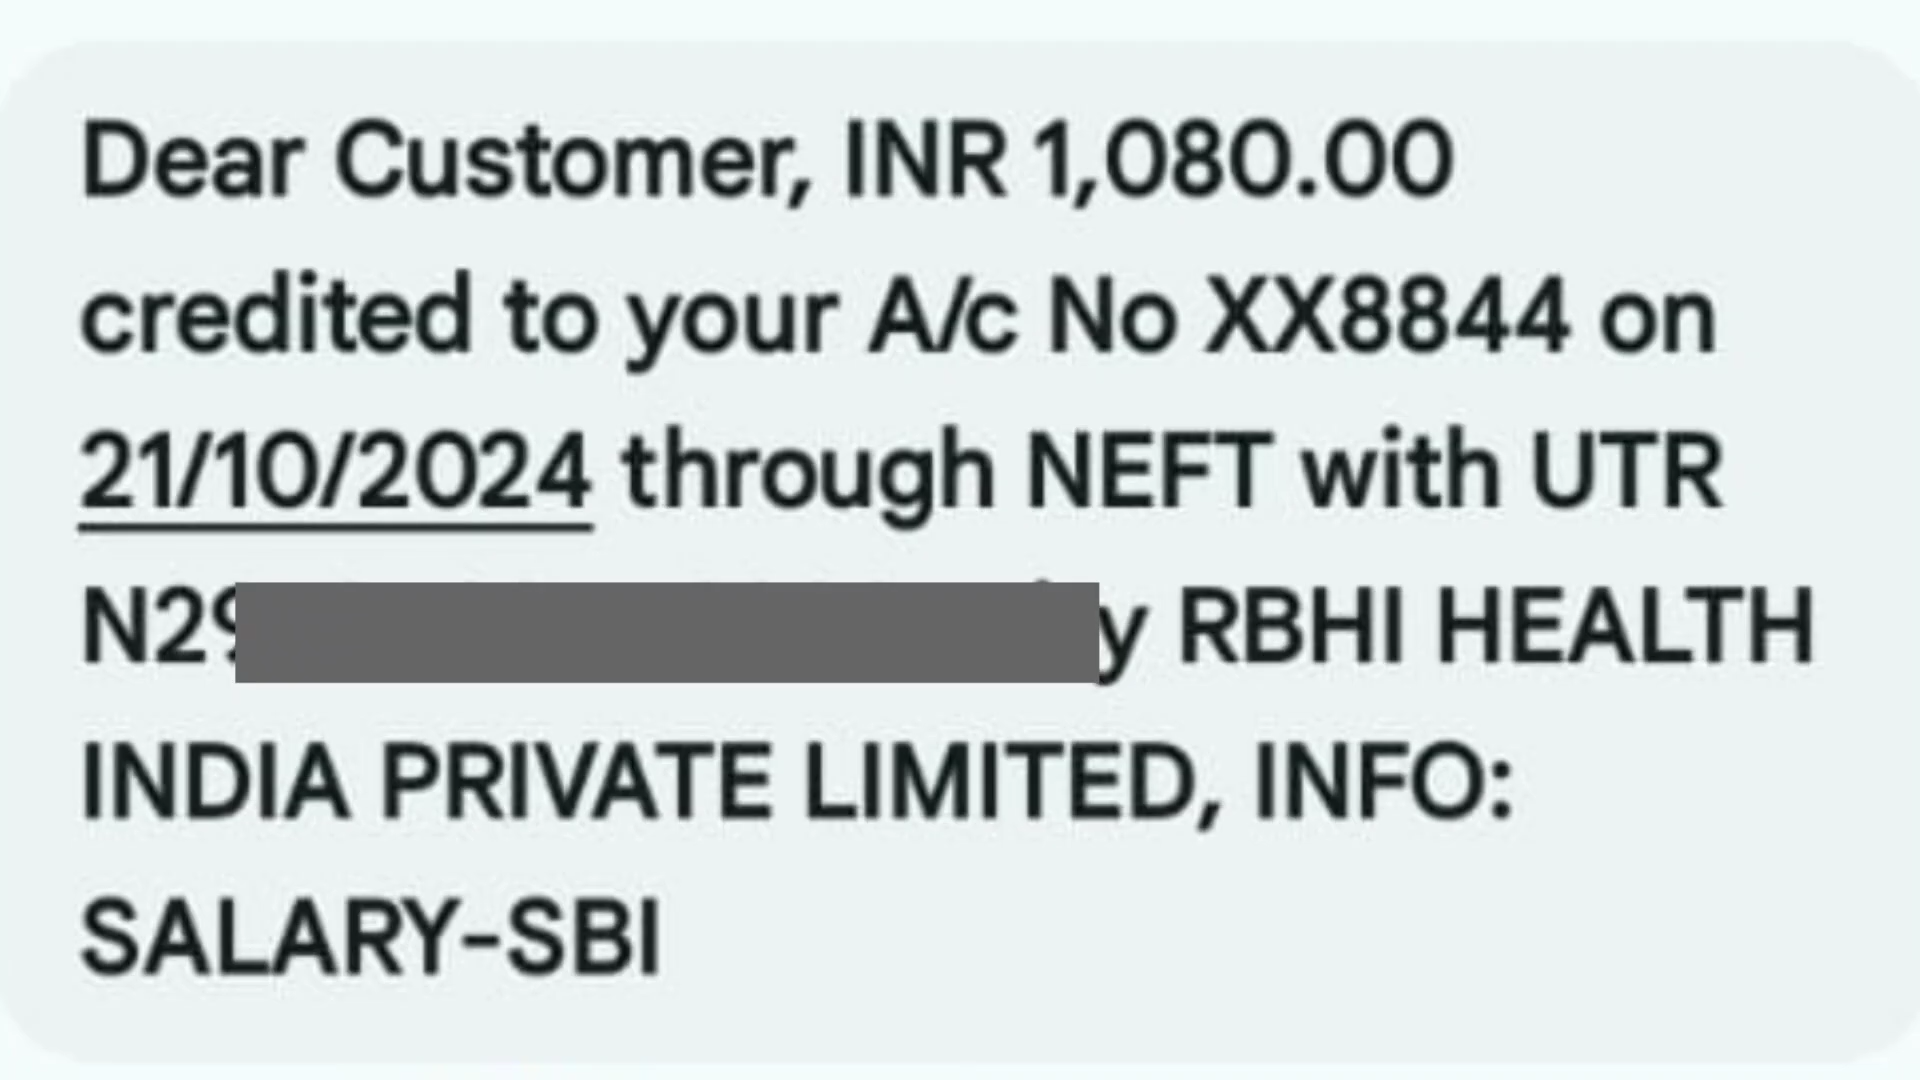 Dear Customer, INR 1,080.00
credited to your A/c No XX8844 on
21/10/2024 through NEFT with UTR
RBHI HEALTH
INDIA PRIVATE LIMITED, INFO:
SALARY-SBI